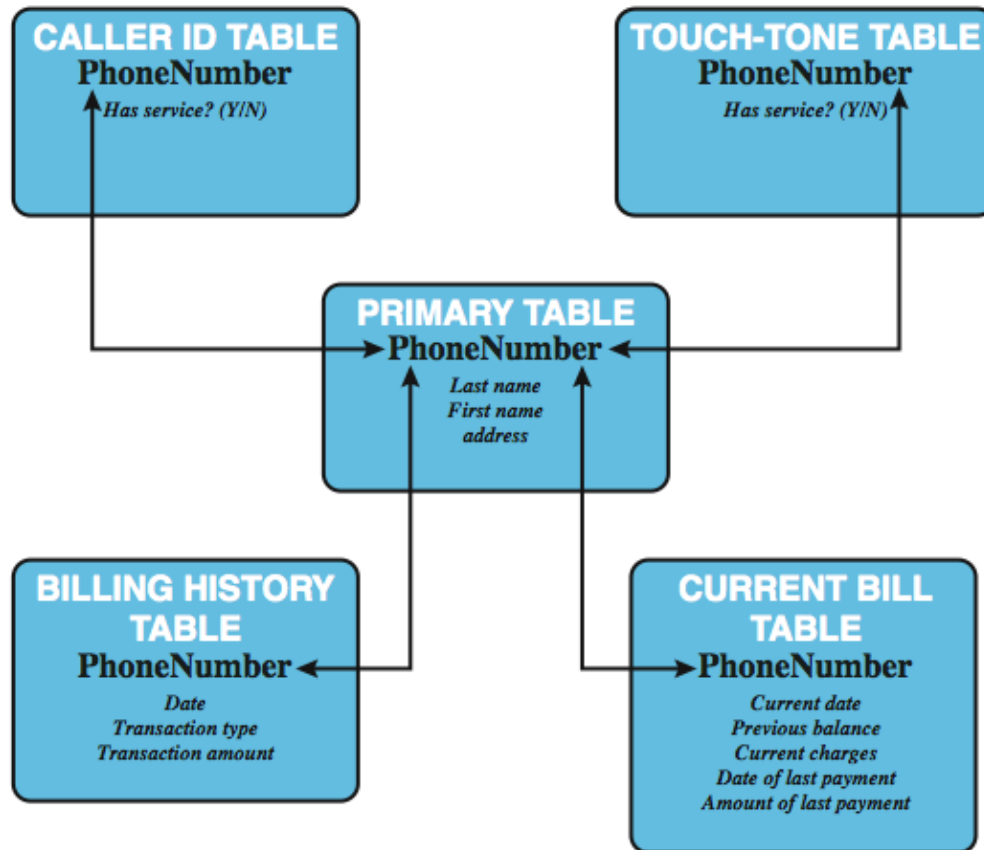 CALLER ID TABLE
PhoneNumber
Has service? (Y/N)
TOUCH-TONE TABLE
PhoneNumber
Has service? (Y/N)
PRIMARY TABLE
PhoneNumber
Last name
First name
address
BILLING HISTORY
TABLE
PhoneNumber
Date
Transaction type
Transaction amount
CURRENT BILL
TABLE
PhoneNumber
Current date
Previous balance
Current charges
Date of last payment
Amount of last payment